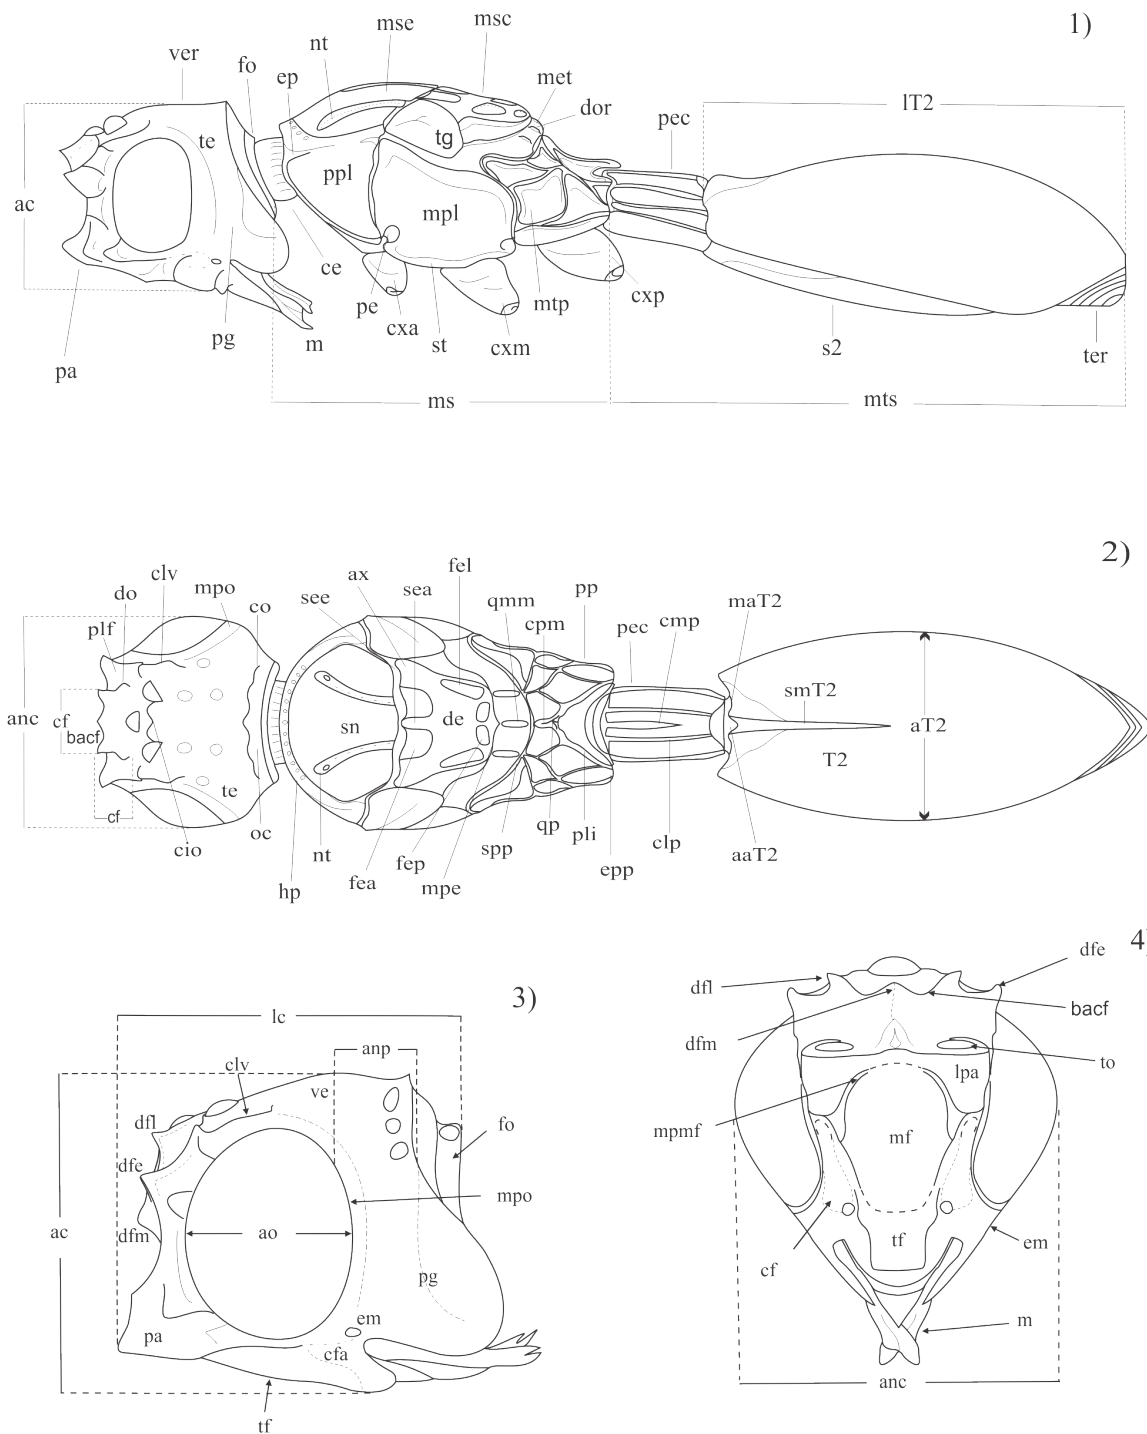 1)
msc
mse
nt
ver
fo
ep
met
dor
lT2
pec
te
tg
ppl
mpl
ac
ce
pe
cxa
mtp
cxp
pg
m
st
cxm
s2
ter
pa
ms
mts
2)
clv
mpo
do
co
plf
ax
fel
see
sea
qmm
pp
maT2
cpm
pec
cmp
smT2
anc
cf
bacf
sn
de
aT2
T2
te
cf
oc
cio
nt
hp
fea
fep
mpe
spp
qp
pli
epp
clp
aaT2
3)
lc
anp
clv
ve
dfl
fo
dfe
mpo
ac
dfm
ao
pg
em
pa
cfa
tf
4)
dfe
dfl
bacf
dfm
to
lpa
mpmf
mf
tf
em
cf
m
anc